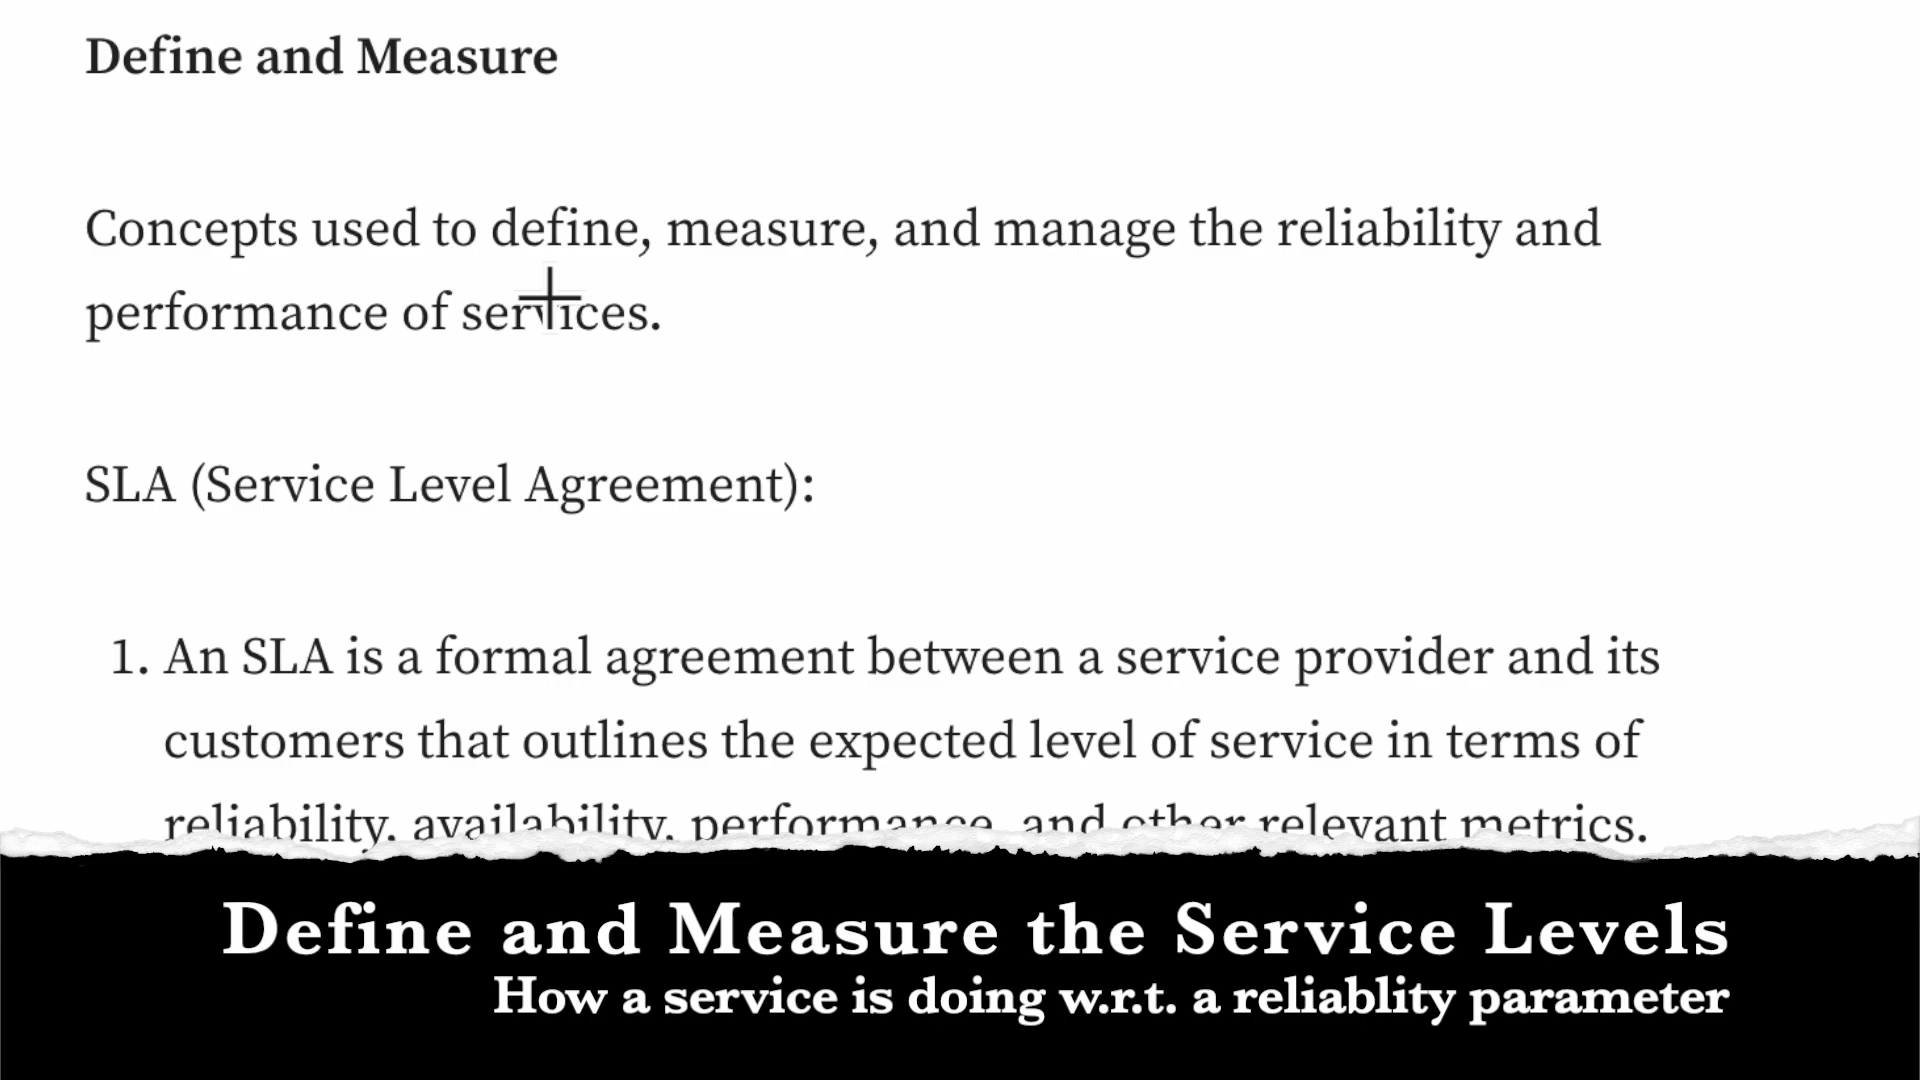 Define and Measure
Concepts used to define, measure, and manage the reliability and
performance of services.
SLA (Service Level Agreement):
1. An SLA is a formal agreement between a service provider and its
customers that outlines the expected level of service in terms of
reliability, availability, performance, and other relevant metrics.
Define and Measure the Service Levels
How a service is doing w.r.t. a reliablity parameter